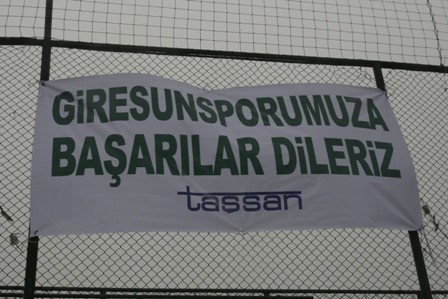 GiRESUNSPORUMUZA
BAŞARILAR DiLERiZ
tassan